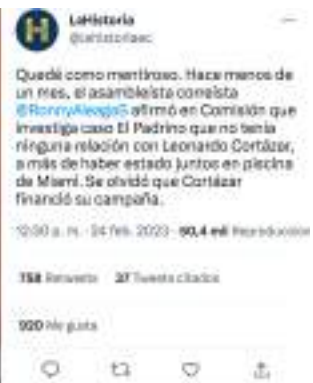 LaHistoria
@Lahistoriaec
Quedó como mentiroso. Hace menos de
un mes, el asambleísta correísta
@RonnyAleagaS afirmó en Comisión que
investiga caso El Padrino que no tenía
ninguna relación con Leonardo Cortázar,
a más de haber estado juntos en piscina
de Miami. Se olvidó que Cortázar
financió su campaña.
12:30 p. m. · 24 feb. 2023 · 50,4 mil Reproducciones
758 Retweets 37 Tweets citados
920 Me gusta